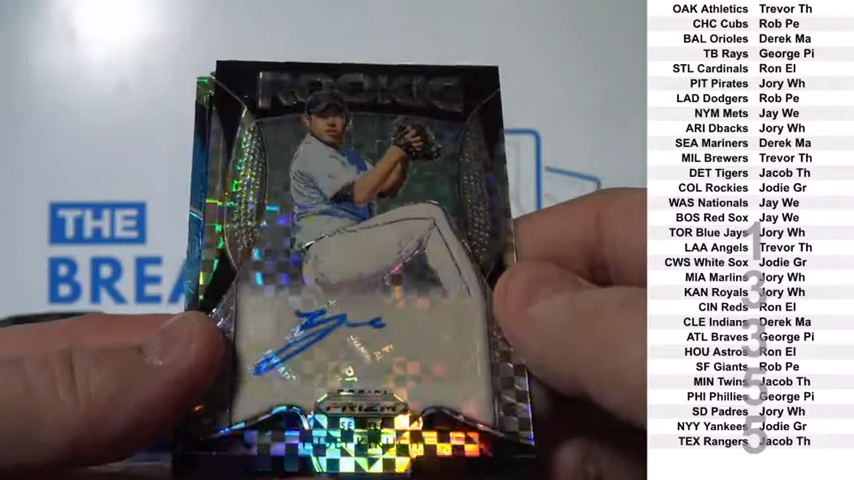 THE
BREA
ROOKIE
PANINI
PRIZM
OAK Athletics Trevor Th
CHC Cubs Rob Pe
BAL Orioles Derek Ma
TB Rays George Pi
STL Cardinals Ron El
PIT Pirates Jory Wh
LAD Dodgers Rob Pe
NYM Mets Jay We
ARI Dbacks Jory Wh
SEA Mariners Derek Ma
MIL Brewers Trevor Th
DET Tigers Jacob Th
COL Rockies Jodie Gr
WAS Nationals Jay We
BOS Red Sox Jay We
TOR Blue Jays Jory Wh
LAA Angels Trevor Th
CWS White Sox Jodie Gr
MIA Marlins Jory Wh
KAN Royals Jory Wh
CIN Reds Ron El
CLE Indians Derek Ma
ATL Braves George Pi
HOU Astros Ron El
SF Giants Rob Pe
MIN Twins Jacob Th
PHI Phillies George Pi
SD Padres Jory Wh
NYY Yankees Jodie Gr
TEX Rangers Jacob Th